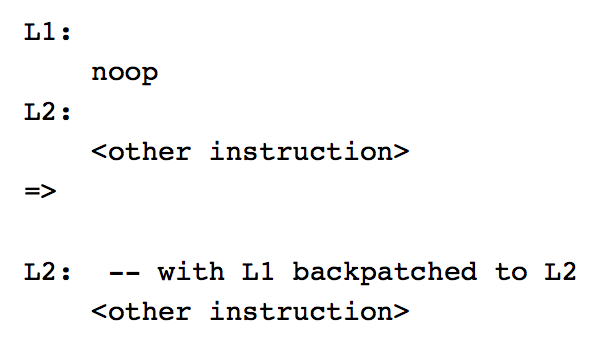 L1:
noop
L2:
<other instruction>
=>
L2: -- with L1 backpatched to L2
<other instruction>